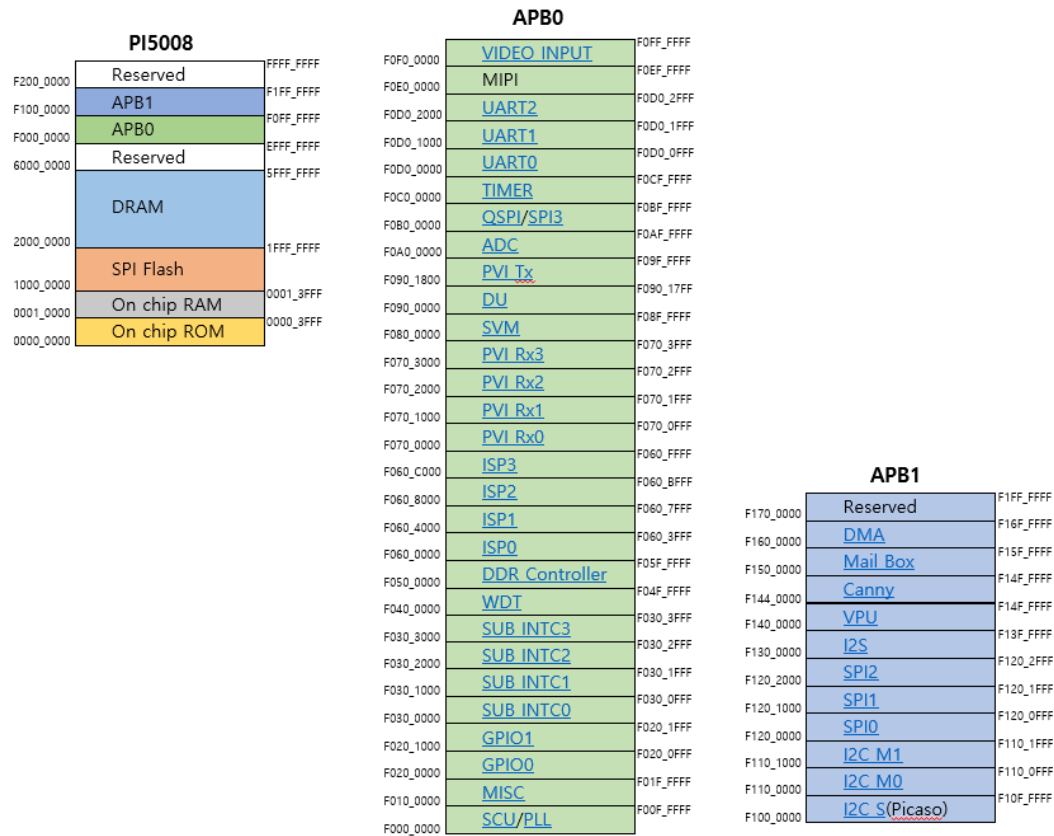 PI5008
FFFF_FFFF
Reserved
F200_0000
F1FF_FFFF
APB1
F100_0000
F0FF_FFFF
APB0
F000_0000
EFFF_FFFF
Reserved
6000_0000
5FFF_FFFF
DRAM
2000_0000
1FFF_FFFF
SPI Flash
1000_0000
0001_3FFF
On chip RAM
0001_0000
0000_3FFF
On chip ROM
0000_0000
APB0
F0FF_FFFF
VIDEO INPUT
F0F0_0000
F0EF_FFFF
MIPI
F0E0_0000
F0D0_2FFF
UART2
F0D0_2000
F0D0_1FFF
UART1
F0D0_1000
F0D0_0FFF
UART0
F0D0_0000
F0CF_FFFF
TIMER
F0C0_0000
F0BF_FFFF
QSPI/SPI3
F0B0_0000
F0AF_FFFF
ADC
F0A0_0000
F09F_FFFF
PVI Tx
F090_1800
F090_17FF
DU
F090_0000
F08F_FFFF
SVM
F080_0000
F070_3FFF
PVI Rx3
F070_3000
F070_2FFF
PVI Rx2
F070_2000
F070_1FFF
PVI Rx1
F070_1000
F070_0FFF
PVI Rx0
F070_0000
F060_FFFF
ISP3
F060_C000
F060_BFFF
ISP2
F060_8000
F060_7FFF
ISP1
F060_4000
F060_3FFF
ISP0
F060_0000
F05F_FFFF
DDR Controller
F050_0000
F04F_FFFF
WDT
F040_0000
F030_3FFF
SUB INTC3
F030_3000
F030_2FFF
SUB INTC2
F030_2000
F030_1FFF
SUB INTC1
F030_1000
F030_0FFF
SUB INTC0
F030_0000
F020_1FFF
GPIO1
F020_1000
F020_0FFF
GPIO0
F020_0000
F01F_FFFF
MISC
F010_0000
F00F_FFFF
SCU/PLL
F000_0000
APB1
F1FF_FFFF
Reserved
F170_0000
F16F_FFFF
DMA
F160_0000
F15F_FFFF
Mail Box
F150_0000
F14F_FFFF
Canny
F144_0000
F14F_FFFF
VPU
F140_0000
F13F_FFFF
I2S
F130_0000
F120_2FFF
SPI2
F120_2000
F120_1FFF
SPI1
F120_1000
F120_0FFF
SPI0
F120_0000
F110_1FFF
I2C M1
F110_1000
F110_0FFF
I2C M0
F110_0000
F10F_FFFF
I2C S(Picaso)
F100_0000